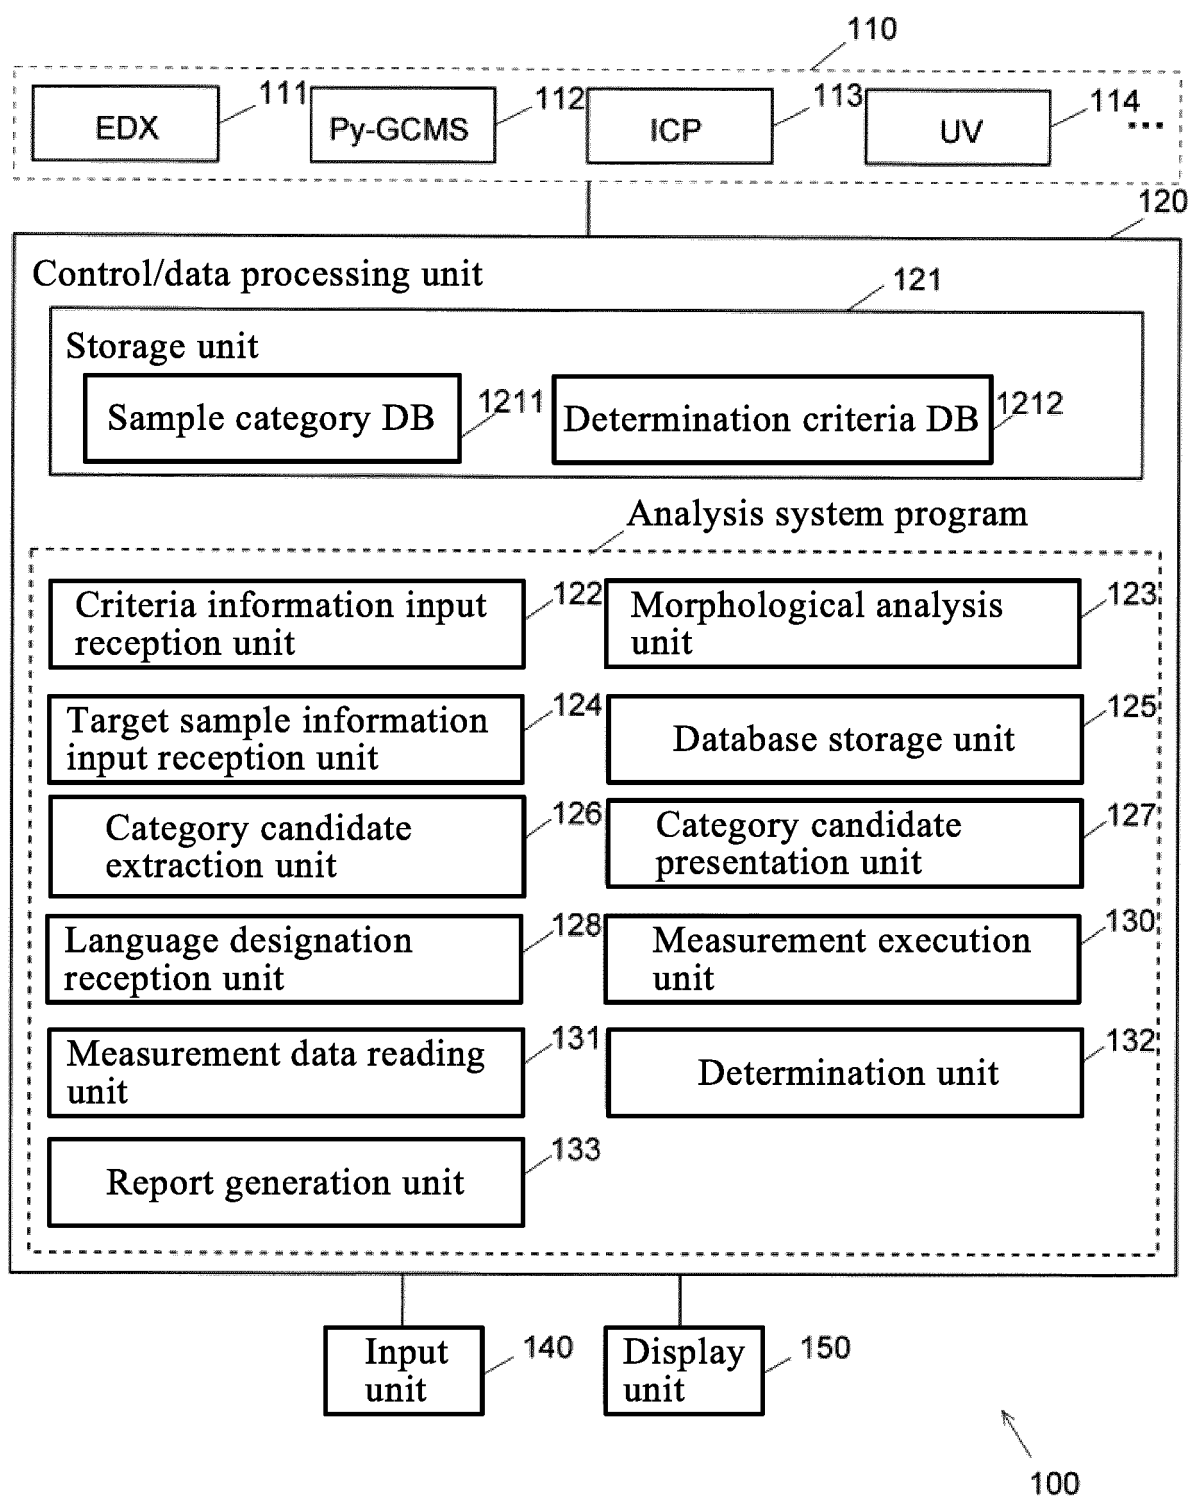 110
EDX 111 Py-GCMS 112 ICP 113 UV 114 ...
120
Control/data processing unit
121
Storage unit
Sample category DB 1211 Determination criteria DB 1212
Analysis system program
Criteria information input
reception unit
122
Morphological analysis
unit
123
Target sample information
input reception unit
124
Database storage unit
125
Category candidate
extraction unit
126
Category candidate
presentation unit
127
Language designation
reception unit
128
Measurement execution
unit
130
Measurement data reading
unit
131
Determination unit
132
Report generation unit
133
Input
unit
140
Display
unit
150
100